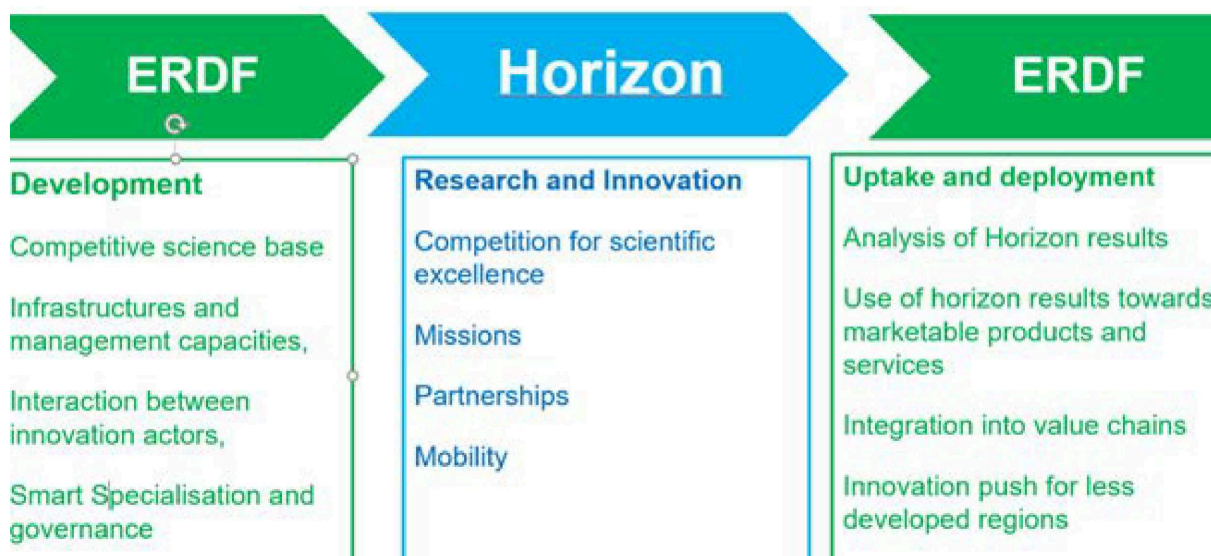 ERDF
Horizon
ERDF
Development
Competitive science base
Infrastructures and
management capacities,
Interaction between
innovation actors,
Smart Specialisation and
governance
Research and Innovation
Competition for scientific
excellence
Missions
Partnerships
Mobility
Uptake and deployment
Analysis of Horizon results
Use of horizon results towards
marketable products and
services
Integration into value chains
Innovation push for less
developed regions